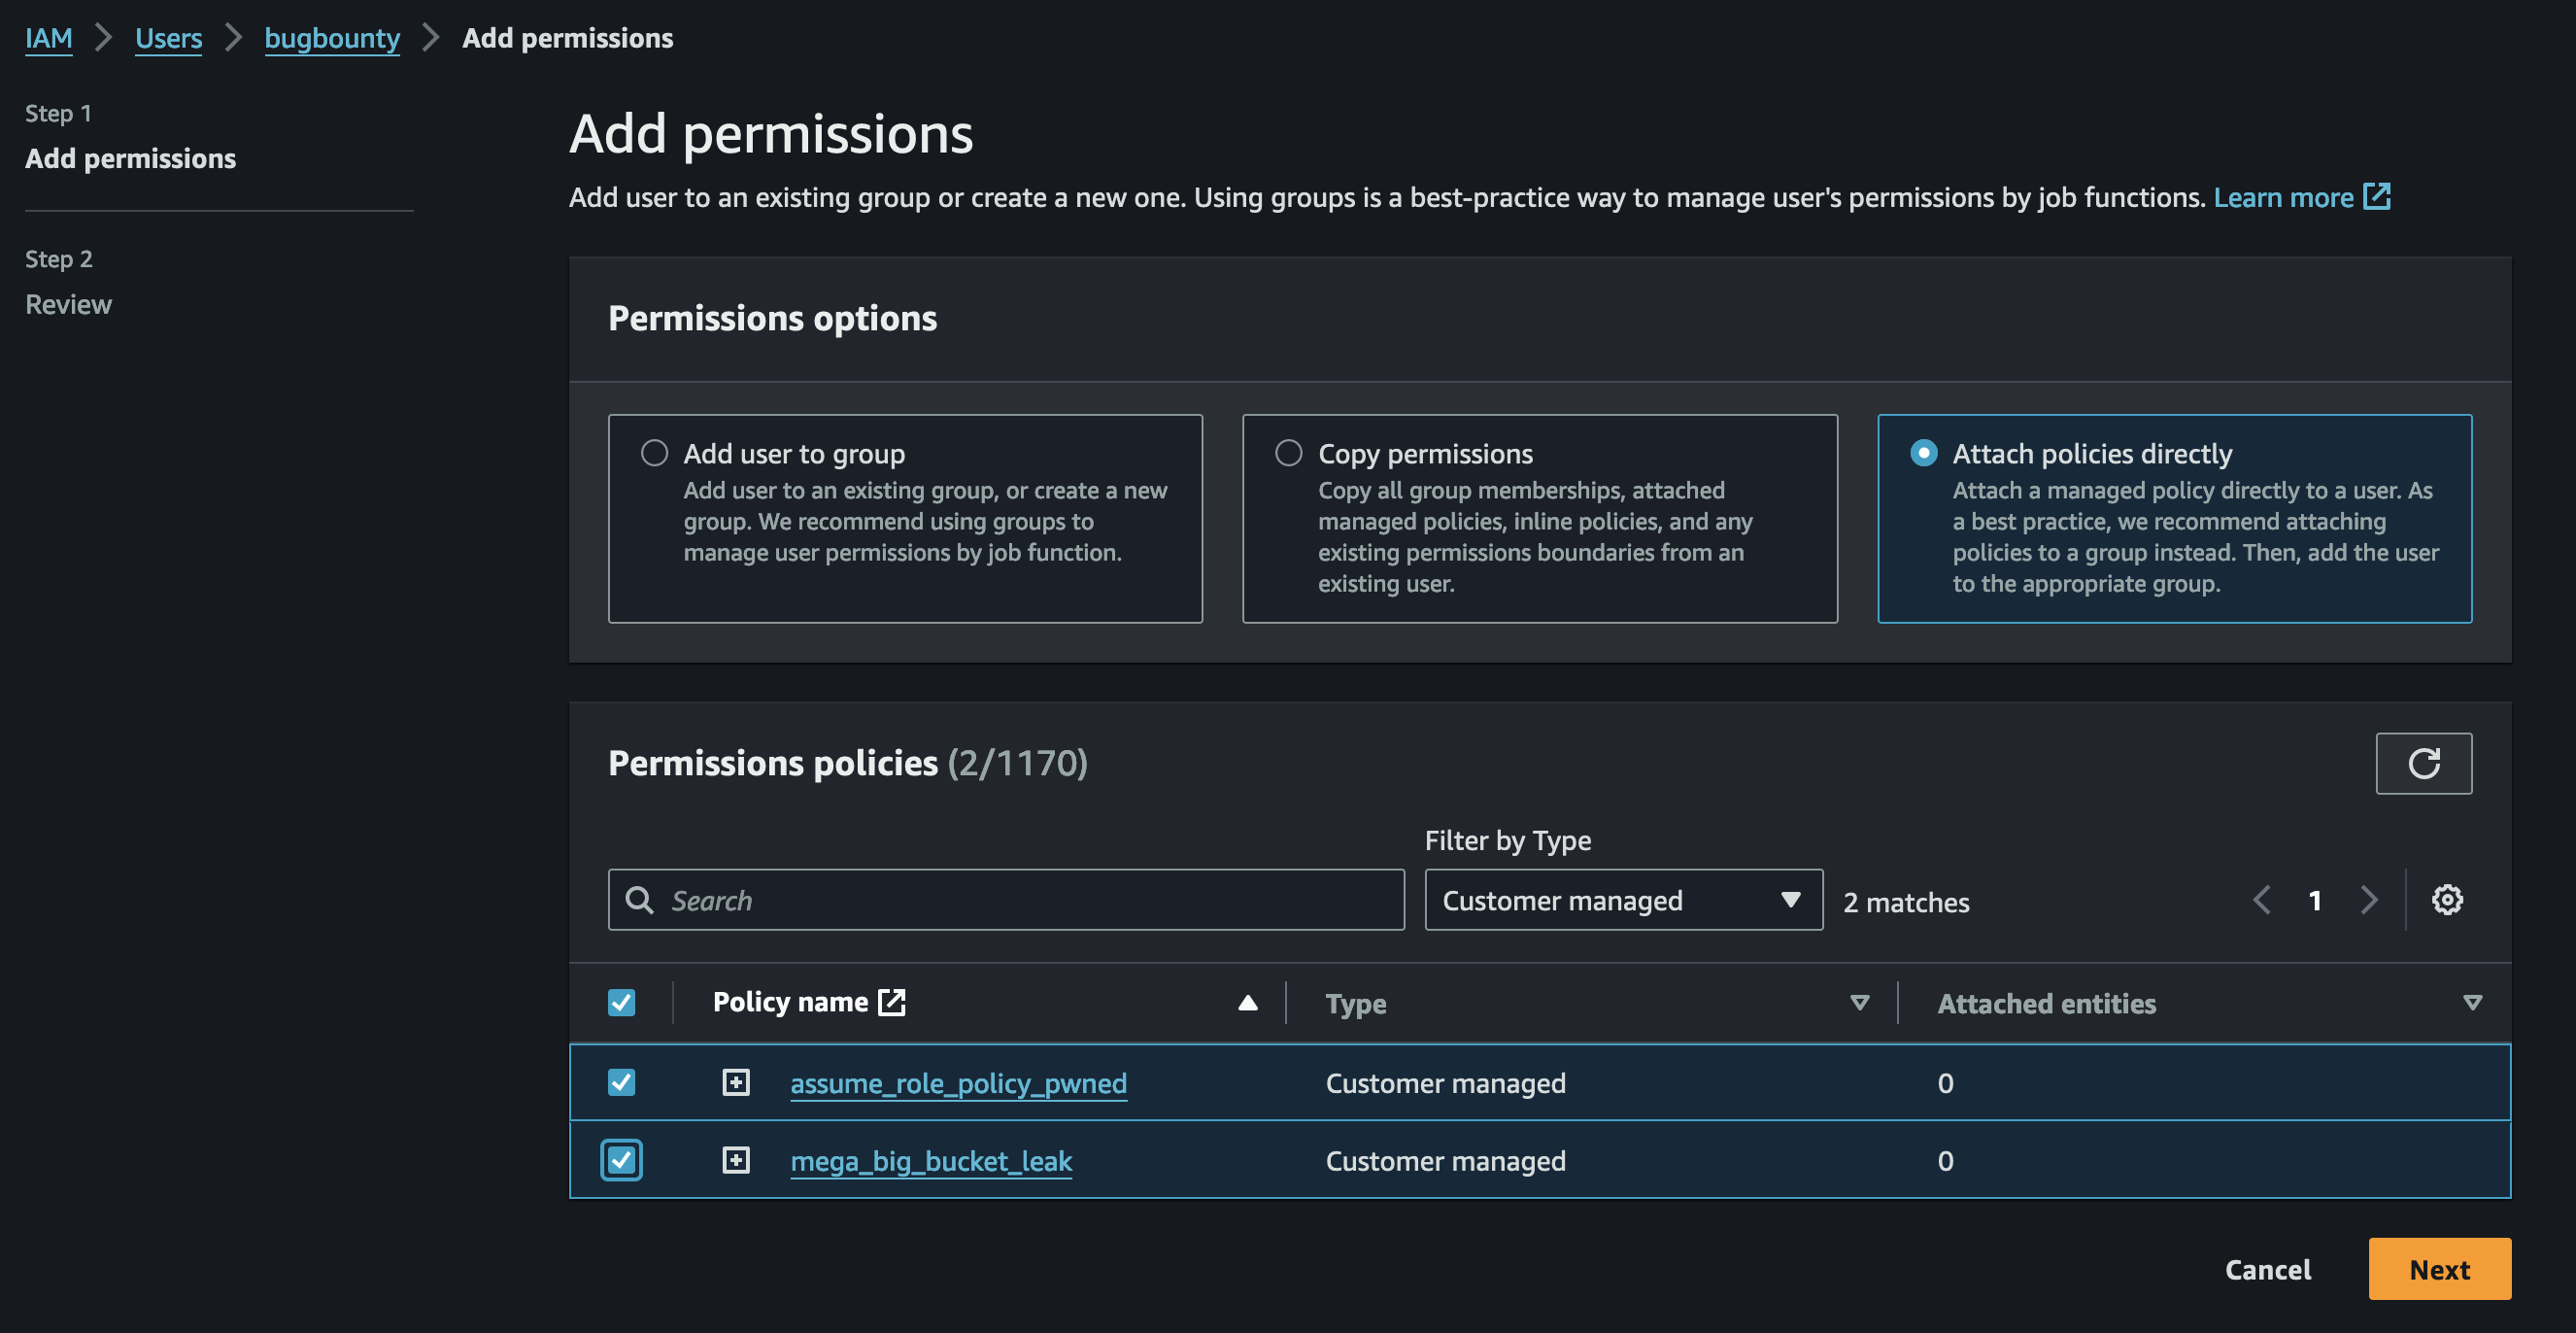 IAM > Users > bugbounty > Add permissions
Step 1
Add permissions
Step 2
Review
Add permissions
Add user to an existing group or create a new one. Using groups is a best-practice way to manage user's permissions by job functions. Learn more
Permissions options
Add user to group
Add user to an existing group, or create a new
group. We recommend using groups to
manage user permissions by job function.
Copy permissions
Copy all group memberships, attached
managed policies, inline policies, and any
existing permissions boundaries from an
existing user.
Attach policies directly
Attach a managed policy directly to a user. As
a best practice, we recommend attaching
policies to a group instead. Then, add the user
to the appropriate group.
Permissions policies (2/1170)
Filter by Type
Search
Customer managed
2 matches
1
Policy name
Type
Attached entities
assume_role_policy_pwned
Customer managed
0
mega_big_bucket_leak
Customer managed
0
Cancel
Next